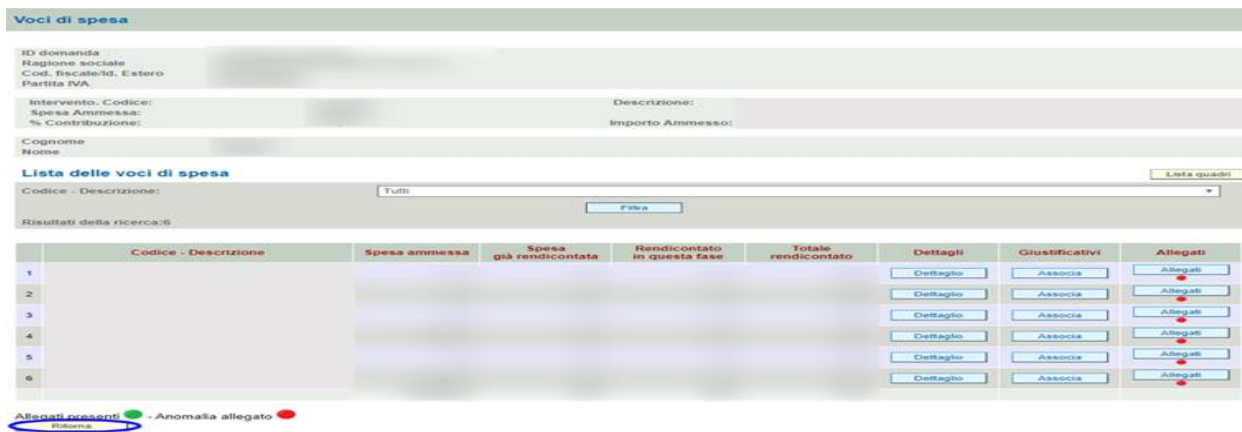 Voci di spesa
ID domanda
Ragione sociale
Cod. fiscale/Id. Estero
Partita IVA
Intervento. Codice: Descrizione:
Spesa Ammessa:
% Contribuzione: Importo Ammesso:
Cognome
Nome
Lista delle voci di spesa Lista quadri
Codice - Descrizione: Tutti
Filtra
Risultati della ricerca:6
Codice - Descrizione Spesa ammessa Spesa già rendicontata Rendicontato in questa fase Totale rendicontato Dettagli Giustificativi Allegati
1 Dettaglio Associa Allegati
2 Dettaglio Associa Allegati
3 Dettaglio Associa Allegati
4 Dettaglio Associa Allegati
5 Dettaglio Associa Allegati
6 Dettaglio Associa Allegati
Allegati presenti - Anomalia allegato
Ritorna